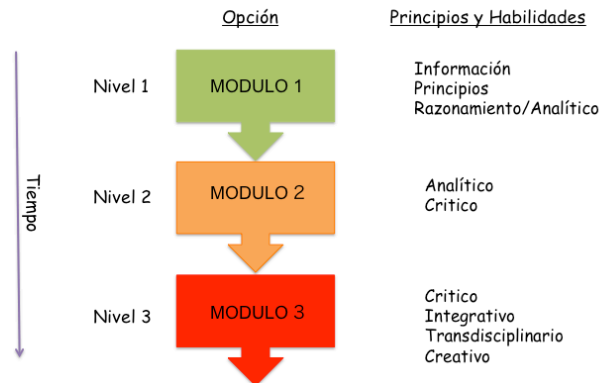 Opción
Principios y Habilidades
Nivel 1
MODULO 1
Información
Principios
Razonamiento/Analítico
Tiempo
Nivel 2
MODULO 2
Analítico
Critico
Nivel 3
MODULO 3
Critico
Integrativo
Transdisciplinario
Creativo